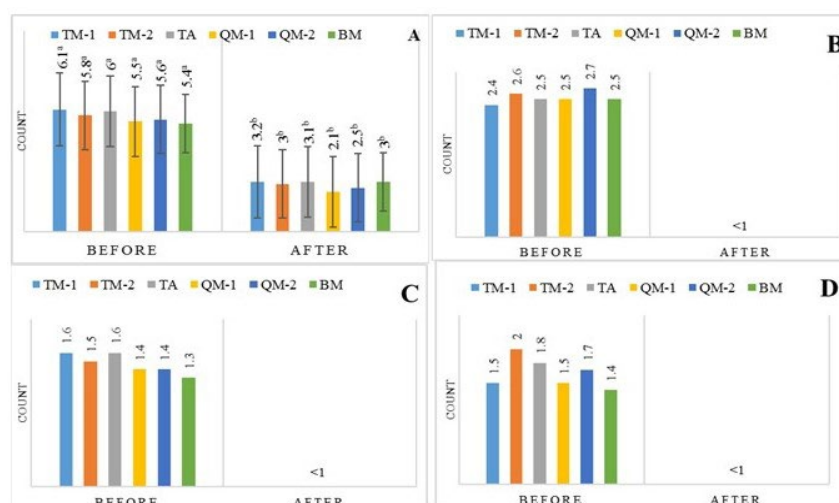 TM-1 TM-2 TA QM-1 QM-2 BM A
6.1ᵃ 5.8ᵃ 6ᵃ 5.5ᵃ 5.6ᵃ 5.4ᵃ
3.2ᵇ 3ᵇ 3.1ᵇ 2.1ᵇ 2.5ᵇ 3ᵇ
COUNT
BEFORE AFTER
TM-1 TM-2 TA QM-1 QM-2 BM B
2.4 2.6 2.5 2.5 2.7 2.5
COUNT
<1
BEFORE AFTER
TM-1 TM-2 TA QM-1 QM-2 BM C
1.6 1.5 1.6 1.4 1.4 1.3
COUNT
<1
BEFORE AFTER
TM-1 TM-2 TA QM-1 QM-2 BM D
1.5 2 1.8 1.5 1.7 1.4
COUNT
<1
BEFORE AFTER